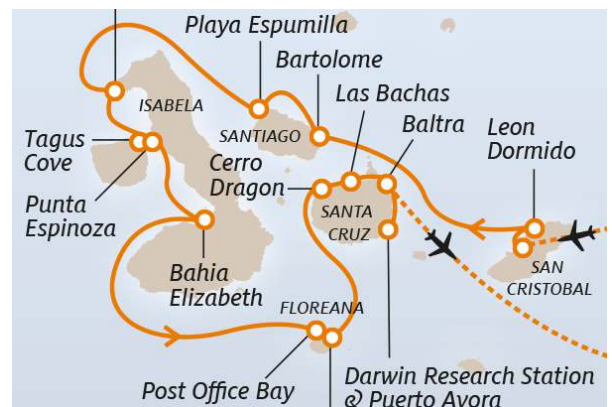 Playa Espumilla
Bartolome
ISABELA
Las Bachas
Baltra
Leon
Dormido
SANTIAGO
Tagus
Cove
Cerro
Dragon
Punta
Espinoza
SANTA
CRUZ
SAN
CRISTOBAL
Bahia
Elizabeth
FLOREANA
Post Office Bay
Darwin Research Station
@ Puerto Ayora